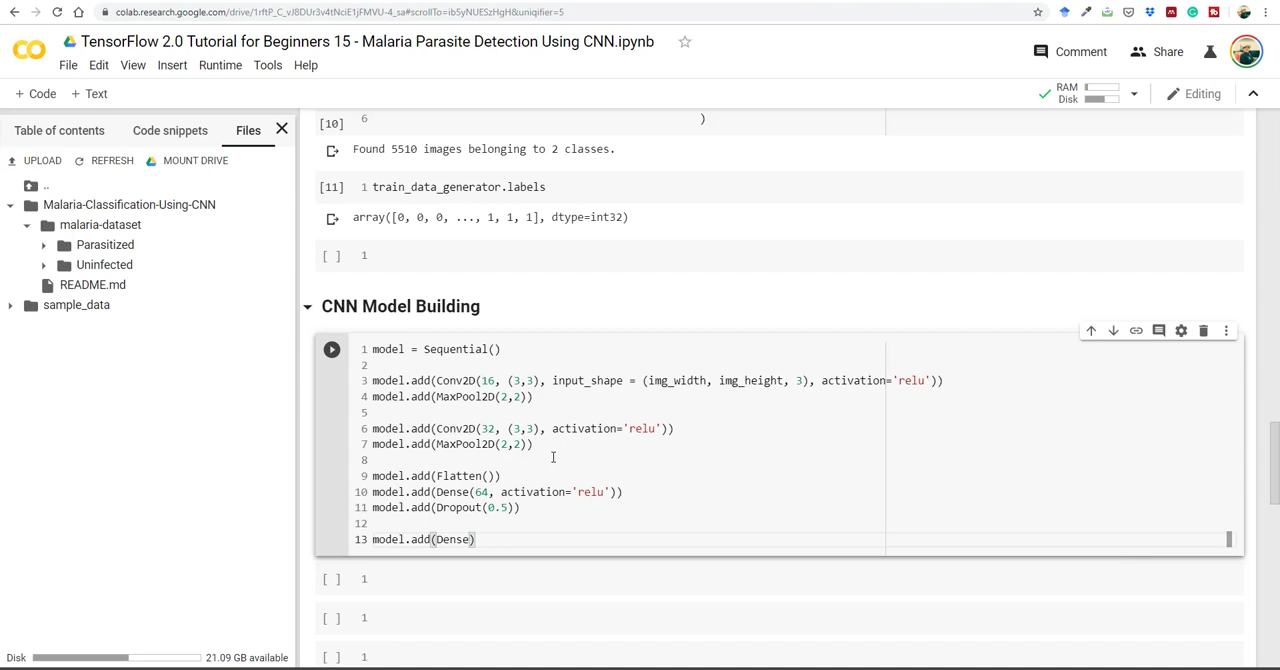 colab.research.google.com/drive/1rftP_C_vJ8DUr3v4tNciE1jFMVU-4_sa#scrollTo=ib5yNUESzHgH&uniqifier=5
CO
TensorFlow 2.0 Tutorial for Beginners 15 - Malaria Parasite Detection Using CNN.ipynb
File Edit View Insert Runtime Tools Help
Comment
Share
+ Code + Text
RAM
Disk
Editing
Table of contents Code snippets Files
UPLOAD REFRESH MOUNT DRIVE
..
Malaria-Classification-Using-CNN
malaria-dataset
Parasitized
Uninfected
README.md
sample_data
Disk 21.09 GB available
[10] 6 )
Found 5510 images belonging to 2 classes.
[11] 1 train_data_generator.labels
array([0, 0, 0, ..., 1, 1, 1], dtype=int32)
[ ] 1
CNN Model Building
1 model = Sequential()
2
3 model.add(Conv2D(16, (3,3), input_shape = (img_width, img_height, 3), activation='relu'))
4 model.add(MaxPool2D(2,2))
5
6 model.add(Conv2D(32, (3,3), activation='relu'))
7 model.add(MaxPool2D(2,2))
8
9 model.add(Flatten())
10 model.add(Dense(64, activation='relu'))
11 model.add(Dropout(0.5))
12
13 model.add(Dense)
[ ] 1
[ ] 1
[ ] 1